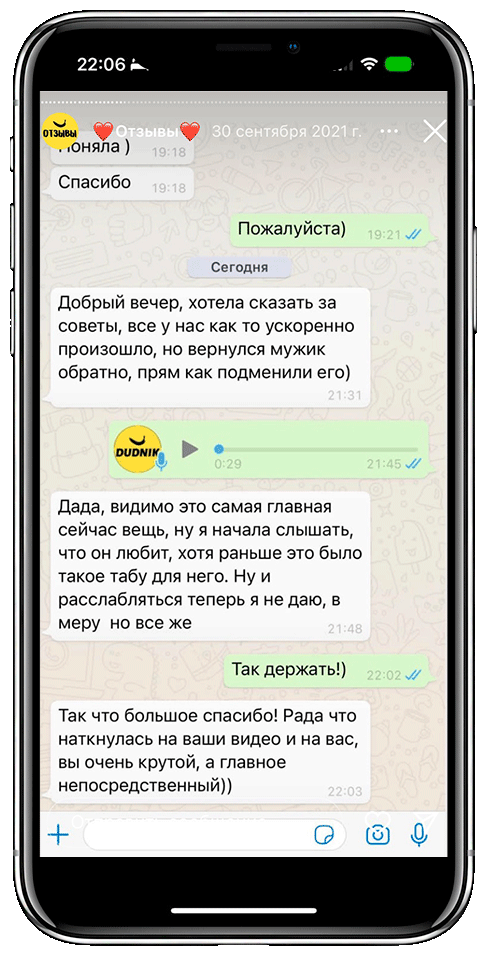 22:06
ОТЗЫВЫ
❤️Отзывы❤️ 30 сентября 2021 г.
Поняла ) 19:18
Спасибо 19:18
Пожалуйста) 19:21
Сегодня
Добрый вечер, хотела сказать за
советы, все у нас как то ускоренно
произошло, но вернулся мужик
обратно, прям как подменили его)
21:31
DUDNIK
0:29 21:45
Дада, видимо это самая главная
сейчас вещь, ну я начала слышать,
что он любит, хотя раньше это было
такое табу для него. Ну и
расслабляться теперь я не даю, в
меру но все же
21:48
Так держать!) 22:02
Так что большое спасибо! Рада что
наткнулась на ваши видео и на вас,
вы очень крутой, а главное
непосредственный))
22:03